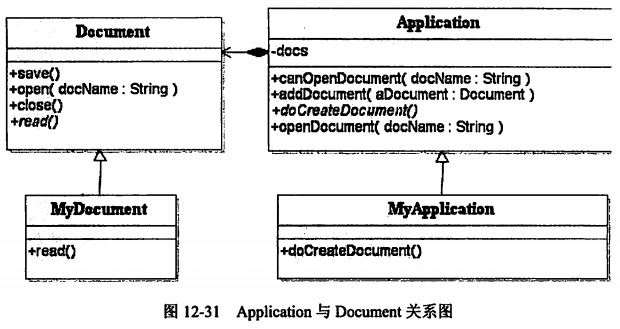 Document
+save()
+open( docName : String )
+close()
+read()
Application
-docs
+canOpenDocument( docName : String )
+addDocument( aDocument : Document )
+doCreateDocument()
+openDocument( docName : String )
MyDocument
+read()
MyApplication
+doCreateDocument()
图 12-31 Application 与 Document 关系图